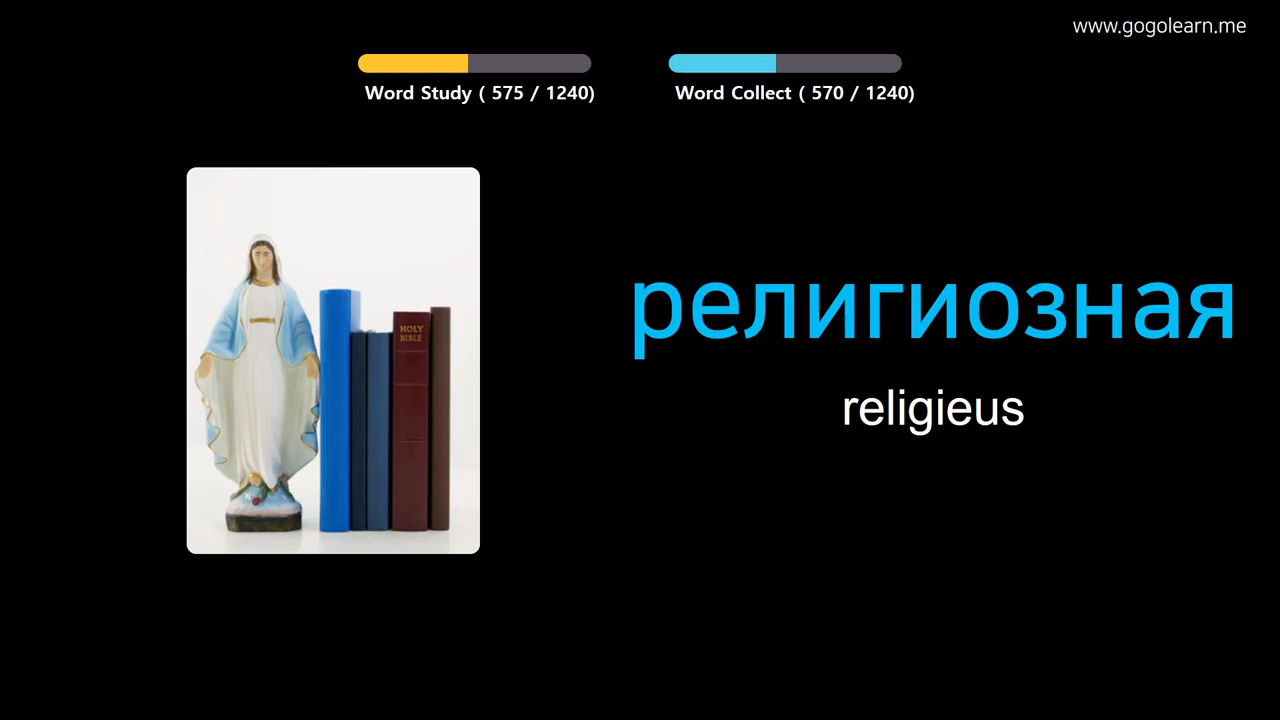 www.gogolearn.me
Word Study ( 575 / 1240)
Word Collect ( 570 / 1240)
HOLY
BIBLE
религиозная
religieus